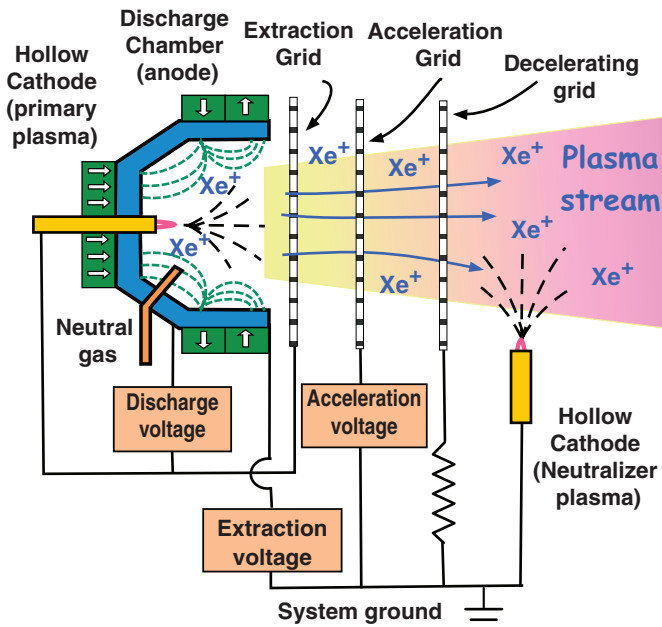 Hollow
Cathode
(primary
plasma)
Discharge
Chamber
(anode)
Extraction
Grid
Acceleration
Grid
Decelerating
grid
Xe+
Xe+
Xe+
Xe+
Xe+
Xe+
Xe+
Xe+
Plasma
stream
Neutral
gas
Discharge
voltage
Acceleration
voltage
Extraction
voltage
Hollow
Cathode
(Neutralizer
plasma)
System ground